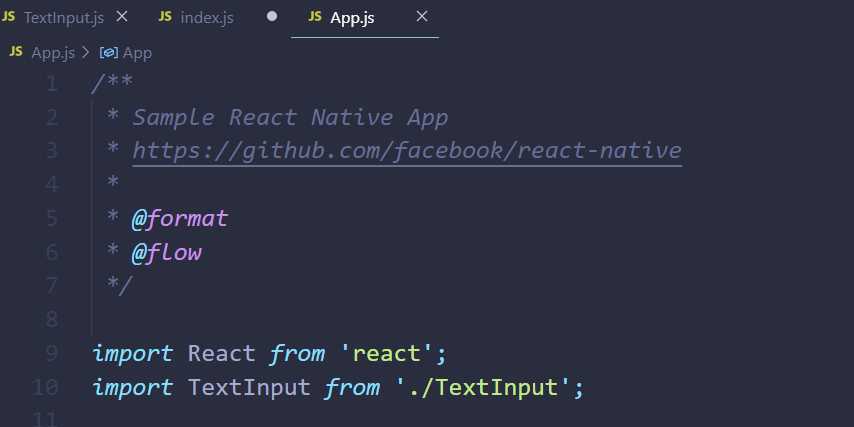 JS TextInput.js JS index.js JS App.js
JS App.js > App
1 /**
2 * Sample React Native App
3 * https://github.com/facebook/react-native
4 *
5 * @format
6 * @flow
7 */
8
9 import React from 'react';
10 import TextInput from './TextInput';
11